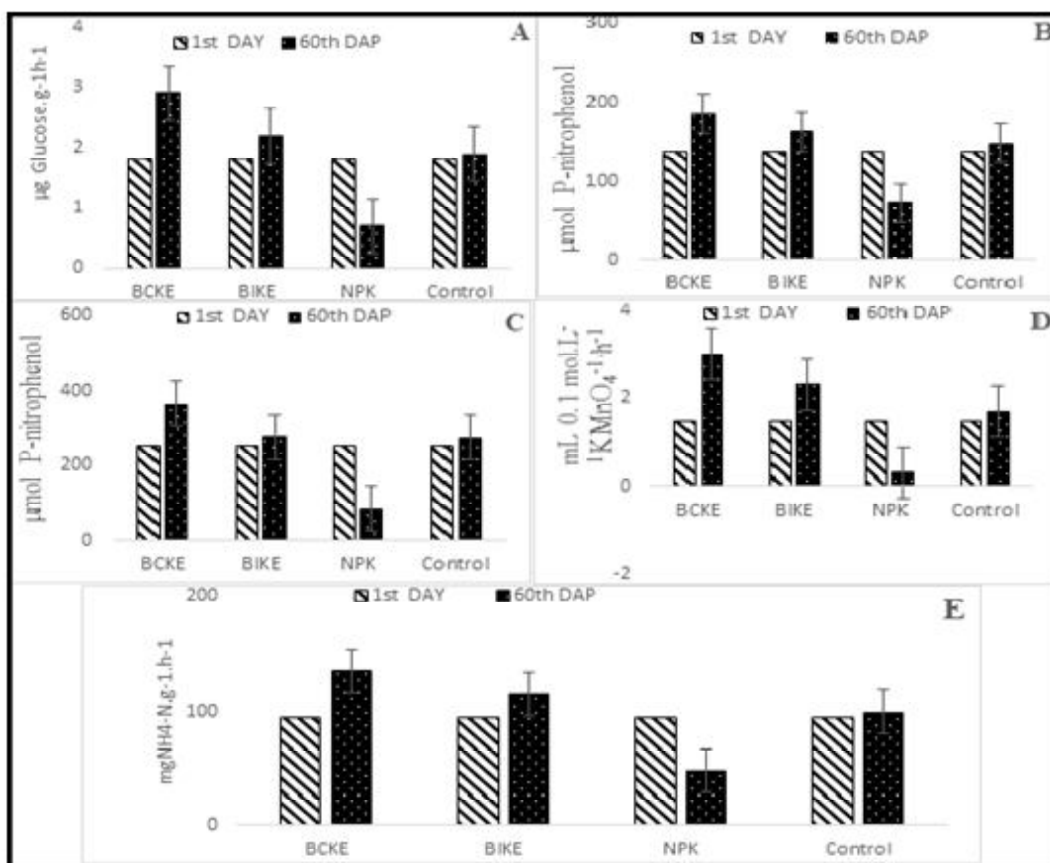 A
4
1st DAY 60th DAP
3
2
1
0
µg Glucose.g-1h-1
BCKE BIKE NPK Control
B
300
1st DAY 60th DAP
200
100
0
µmol P-nitrophenol
BCKE BIKE NPK Control
C
600
1st DAY 60th DAP
400
200
0
µmol P-nitrophenol
BCKE BIKE NPK Control
D
4
1st DAY 60th DAP
2
0
-2
mL 0.1 mol.L-
¹KMnO₄⁻¹h⁻¹
BCKE BIKE NPK Control
E
200
1st DAY 60th DAP
100
0
mgNH4-N.g-1.h-1
BCKE BIKE NPK Control